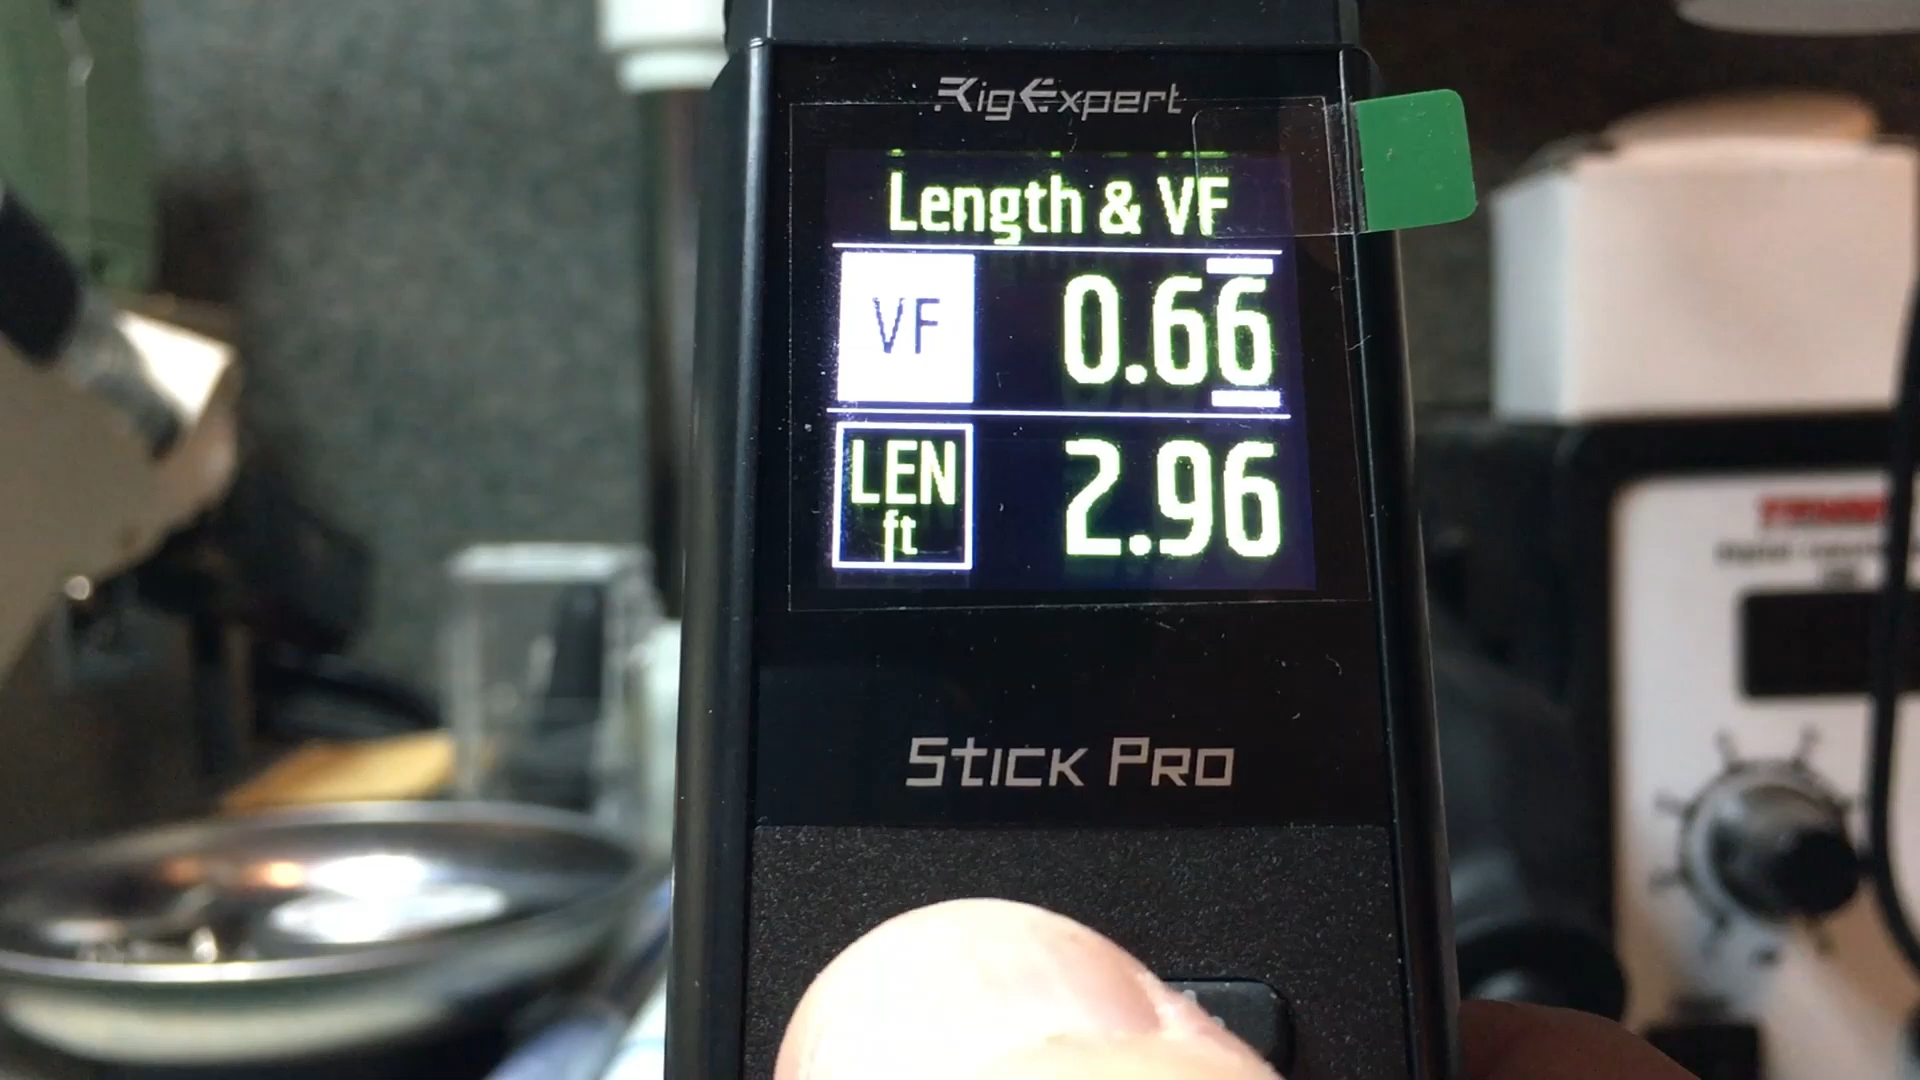 RigExpert
Length & VF
VF 0.66
LEN 2.96
ft
Stick Pro